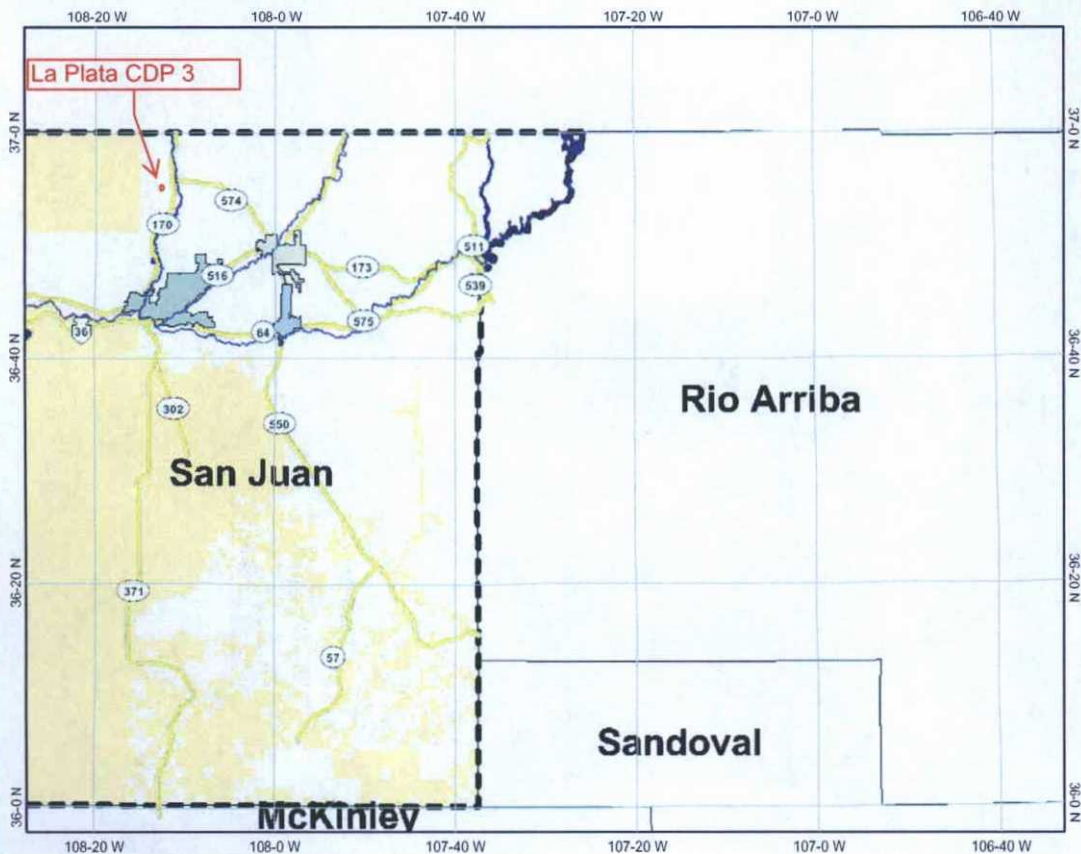 108-20 W
108-0 W
107-40 W
107-20 W
107-0 W
106-40 W
La Plata CDP 3
37-0 N
37-0 N
574
170
511
516
173
539
36
64
575
36-40 N
36-40 N
Rio Arriba
302
550
San Juan
371
36-20 N
36-20 N
57
Sandoval
36-0 N
36-0 N
McKinley
108-20 W
108-0 W
107-40 W
107-20 W
107-0 W
106-40 W